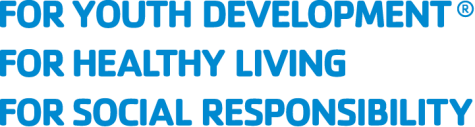 FOR YOUTH DEVELOPMENT®
FOR HEALTHY LIVING
FOR SOCIAL RESPONSIBILITY